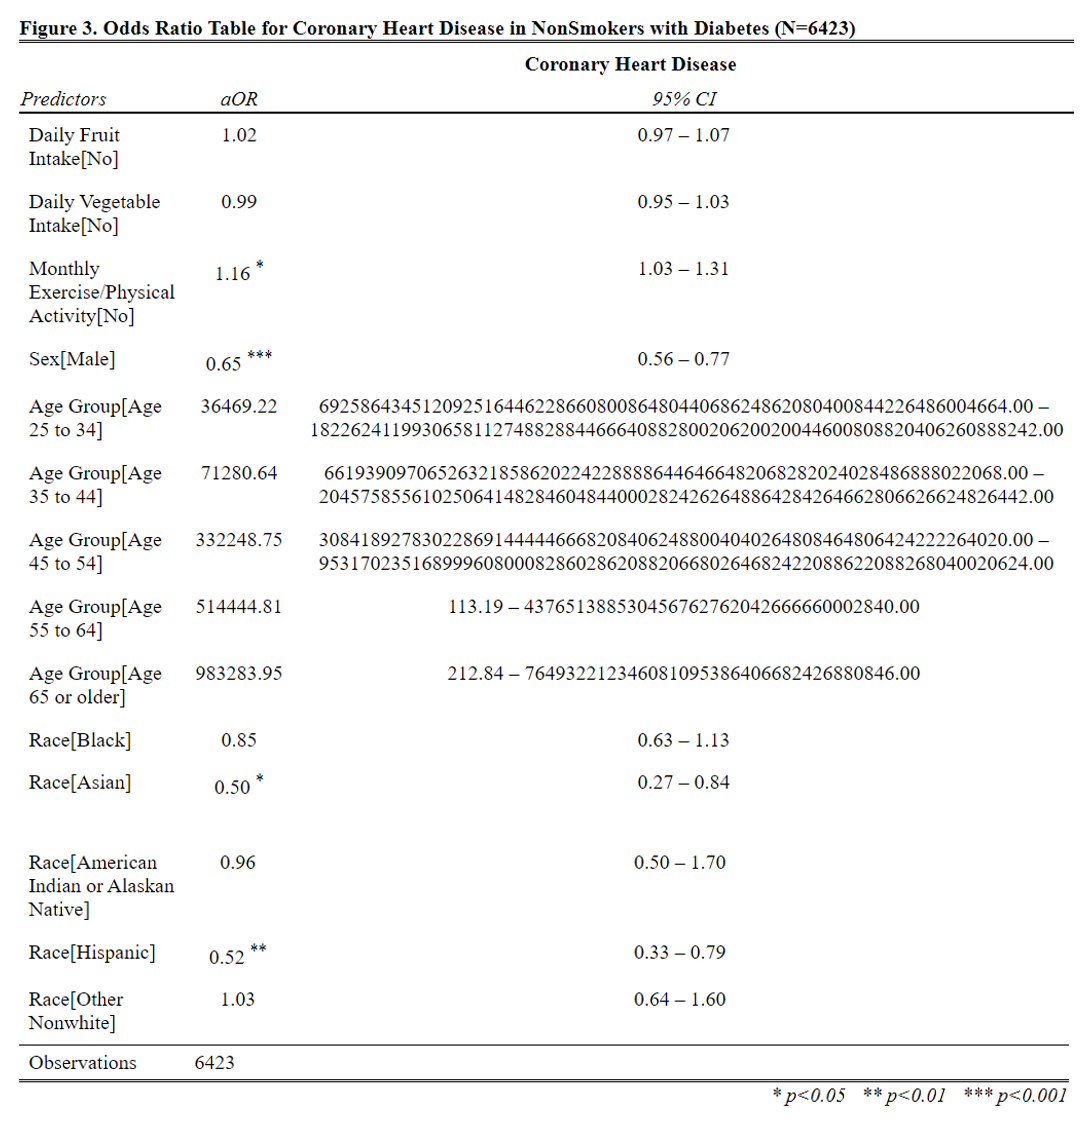 Figure 3. Odds Ratio Table for Coronary Heart Disease in NonSmokers with Diabetes (N=6423)
Coronary Heart Disease
Predictors aOR 95% CI
Daily Fruit Intake[No] 1.02 0.97 – 1.07
Daily Vegetable Intake[No] 0.99 0.95 – 1.03
Monthly Exercise/Physical Activity[No] 1.16 * 1.03 – 1.31
Sex[Male] 0.65 *** 0.56 – 0.77
Age Group[Age 25 to 34] 36469.22 69258643451209251644622866080086480440686248620804008442264860046​64.00 –
182262411993065811274882884466640882800206200200446008088204062608882​42.00
Age Group[Age 35 to 44] 71280.64 661939097065263218586202242288886446466482068282024028486888022068.00 –
204575855610250641482846048440002824262648864284264662806626624826442.00
Age Group[Age 45 to 54] 332248.75 308418927830228691444446668208406248800404026480846480642422226402​0.00 –
953170235168999608000828602862088206680264682422088622088268040020624.00
Age Group[Age 55 to 64] 514444.81 113.19 – 437651388530456762762042666660002840.00
Age Group[Age 65 or older] 983283.95 212.84 – 76493221234608109538640668242688​0846.00
Race[Black] 0.85 0.63 – 1.13
Race[Asian] 0.50 * 0.27 – 0.84
Race[American Indian or Alaskan Native] 0.96 0.50 – 1.70
Race[Hispanic] 0.52 ** 0.33 – 0.79
Race[Other Nonwhite] 1.03 0.64 – 1.60
Observations 6423
* p<0.05 ** p<0.01 *** p<0.001